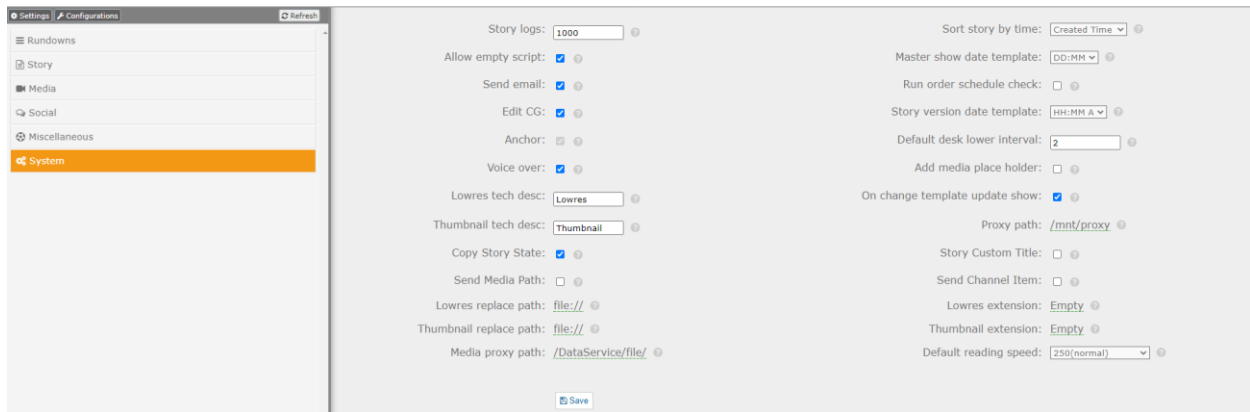 Settings Configurations Refresh
Rundowns
Story
Media
Social
Miscellaneous
System
Story logs: 1000
Allow empty script:
Send email:
Edit CG:
Anchor:
Voice over:
Lowres tech desc: Lowres
Thumbnail tech desc: Thumbnail
Copy Story State:
Send Media Path:
Lowres replace path: file://
Thumbnail replace path: file://
Media proxy path: /DataService/file/
Sort story by time: Created Time
Master show date template: DD:MM
Run order schedule check:
Story version date template: HH:MM A
Default desk lower interval: 2
Add media place holder:
On change template update show:
Proxy path: /mnt/proxy
Story Custom Title:
Send Channel Item:
Lowres extension: Empty
Thumbnail extension: Empty
Default reading speed: 250(normal)
Save